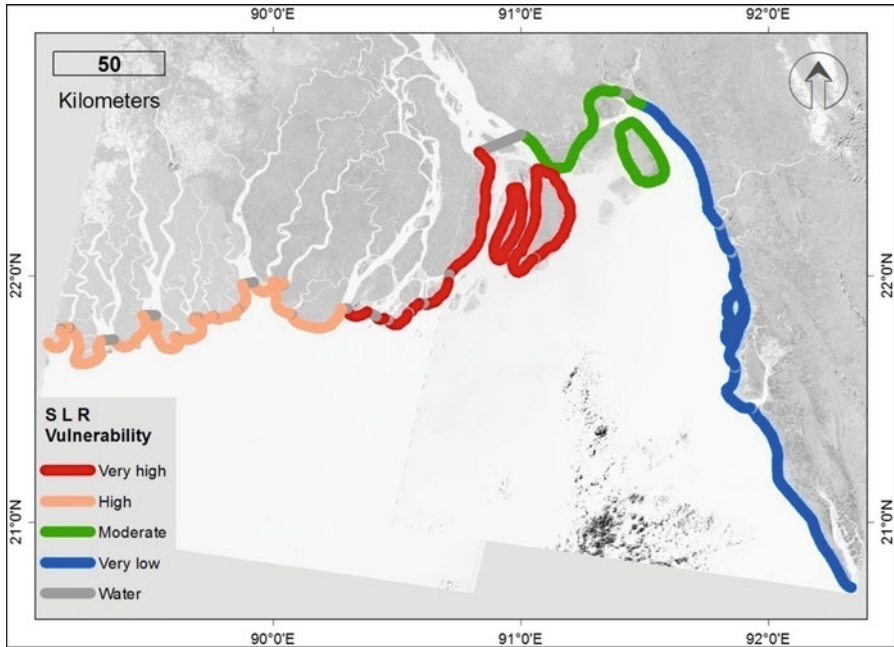 90°0'E 91°0'E 92°0'E
50
Kilometers
22°0'N 22°0'N
S L R
Vulnerability
Very high
High
Moderate
Very low
Water
21°0'N 21°0'N
90°0'E 91°0'E 92°0'E